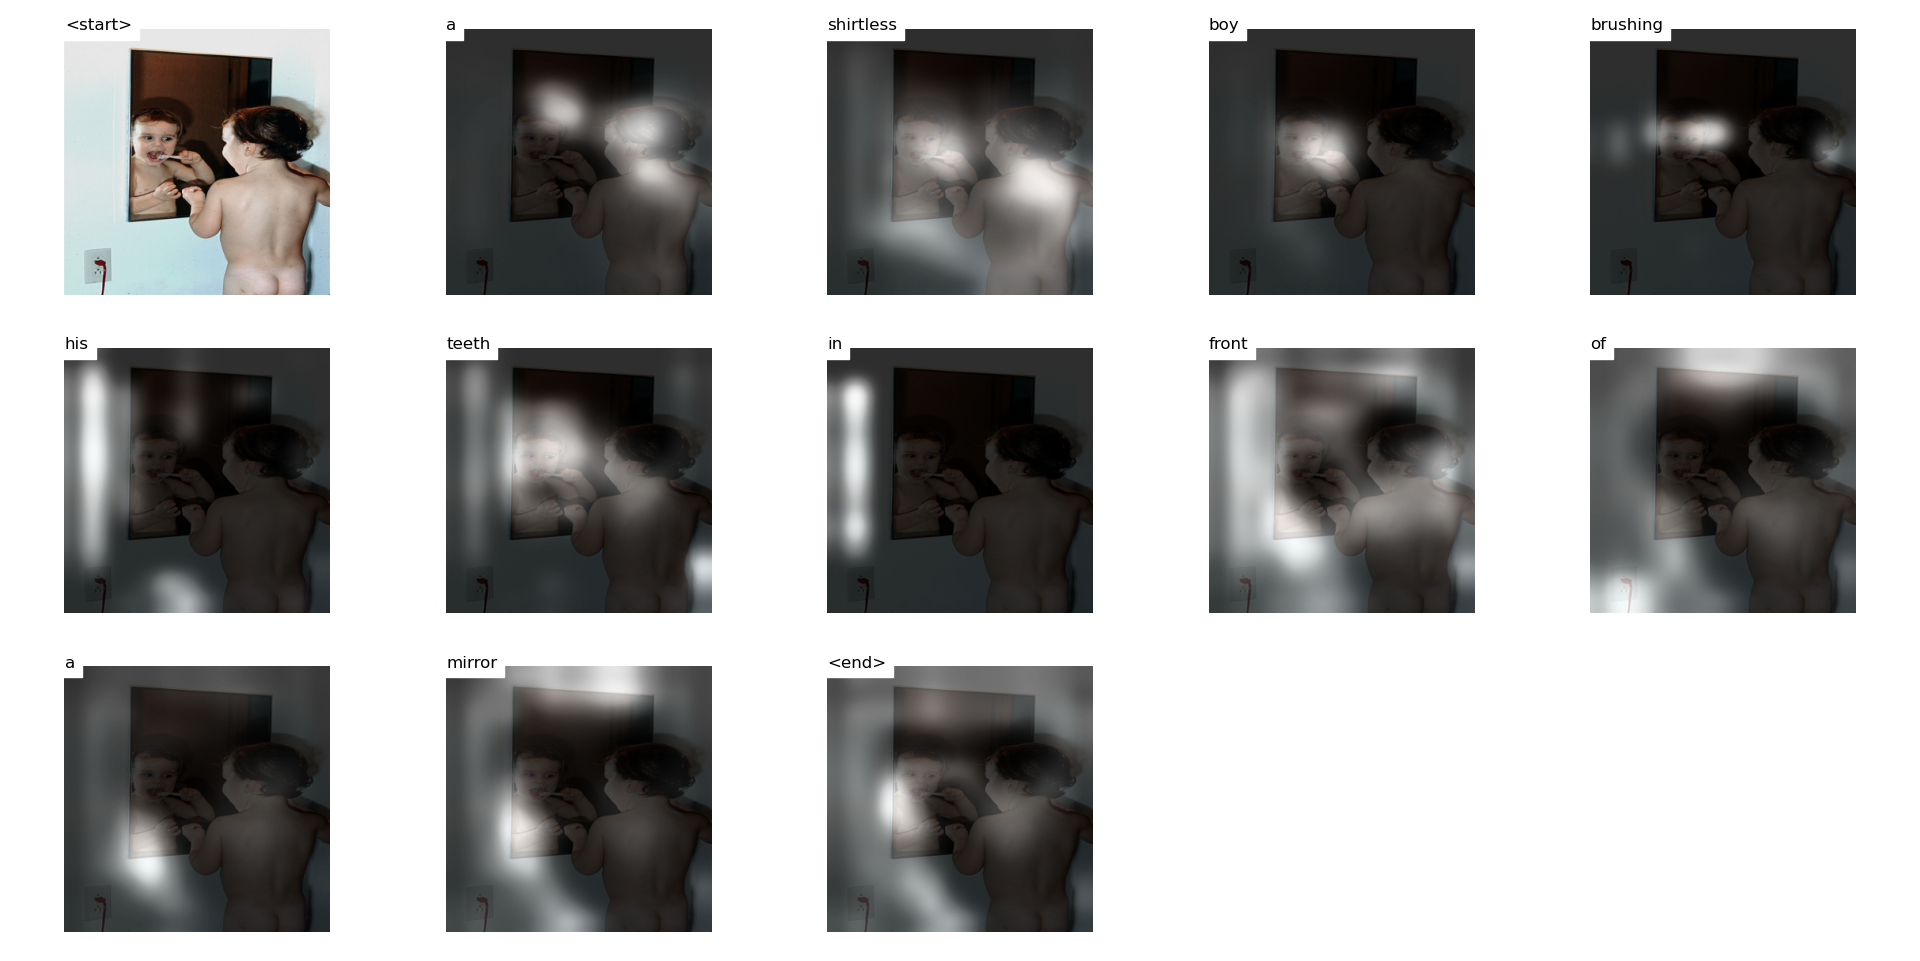 <start>
a
shirtless
boy
brushing
his
teeth
in
front
of
a
mirror
<end>